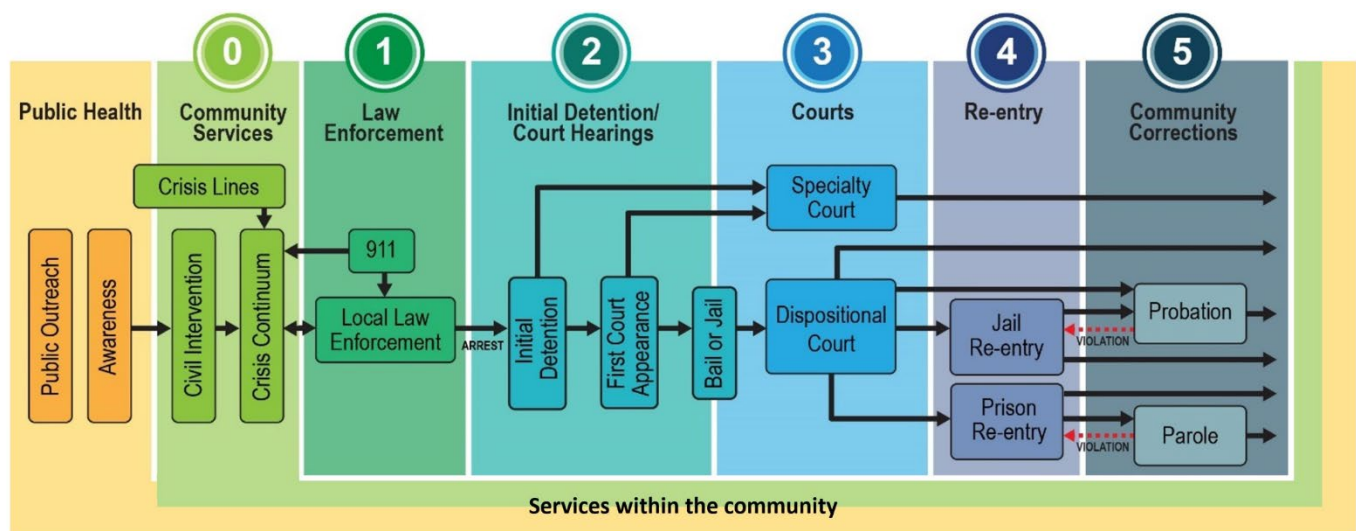 0
1
2
3
4
5
Public Health
Community
Services
Law
Enforcement
Initial Detention/
Court Hearings
Courts
Re-entry
Community
Corrections
Crisis Lines
Public Outreach
Awareness
Civil Intervention
Crisis Continuum
911
Local Law
Enforcement
ARREST
Initial
Detention
First Court
Appearance
Bail or Jail
Specialty
Court
Dispositional
Court
Jail
Re-entry
Prison
Re-entry
Probation
VIOLATION
Parole
VIOLATION
Services within the community